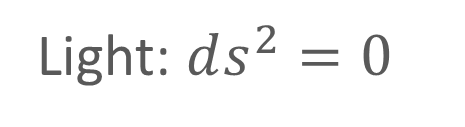 Light: 𝑑𝑠² = 0